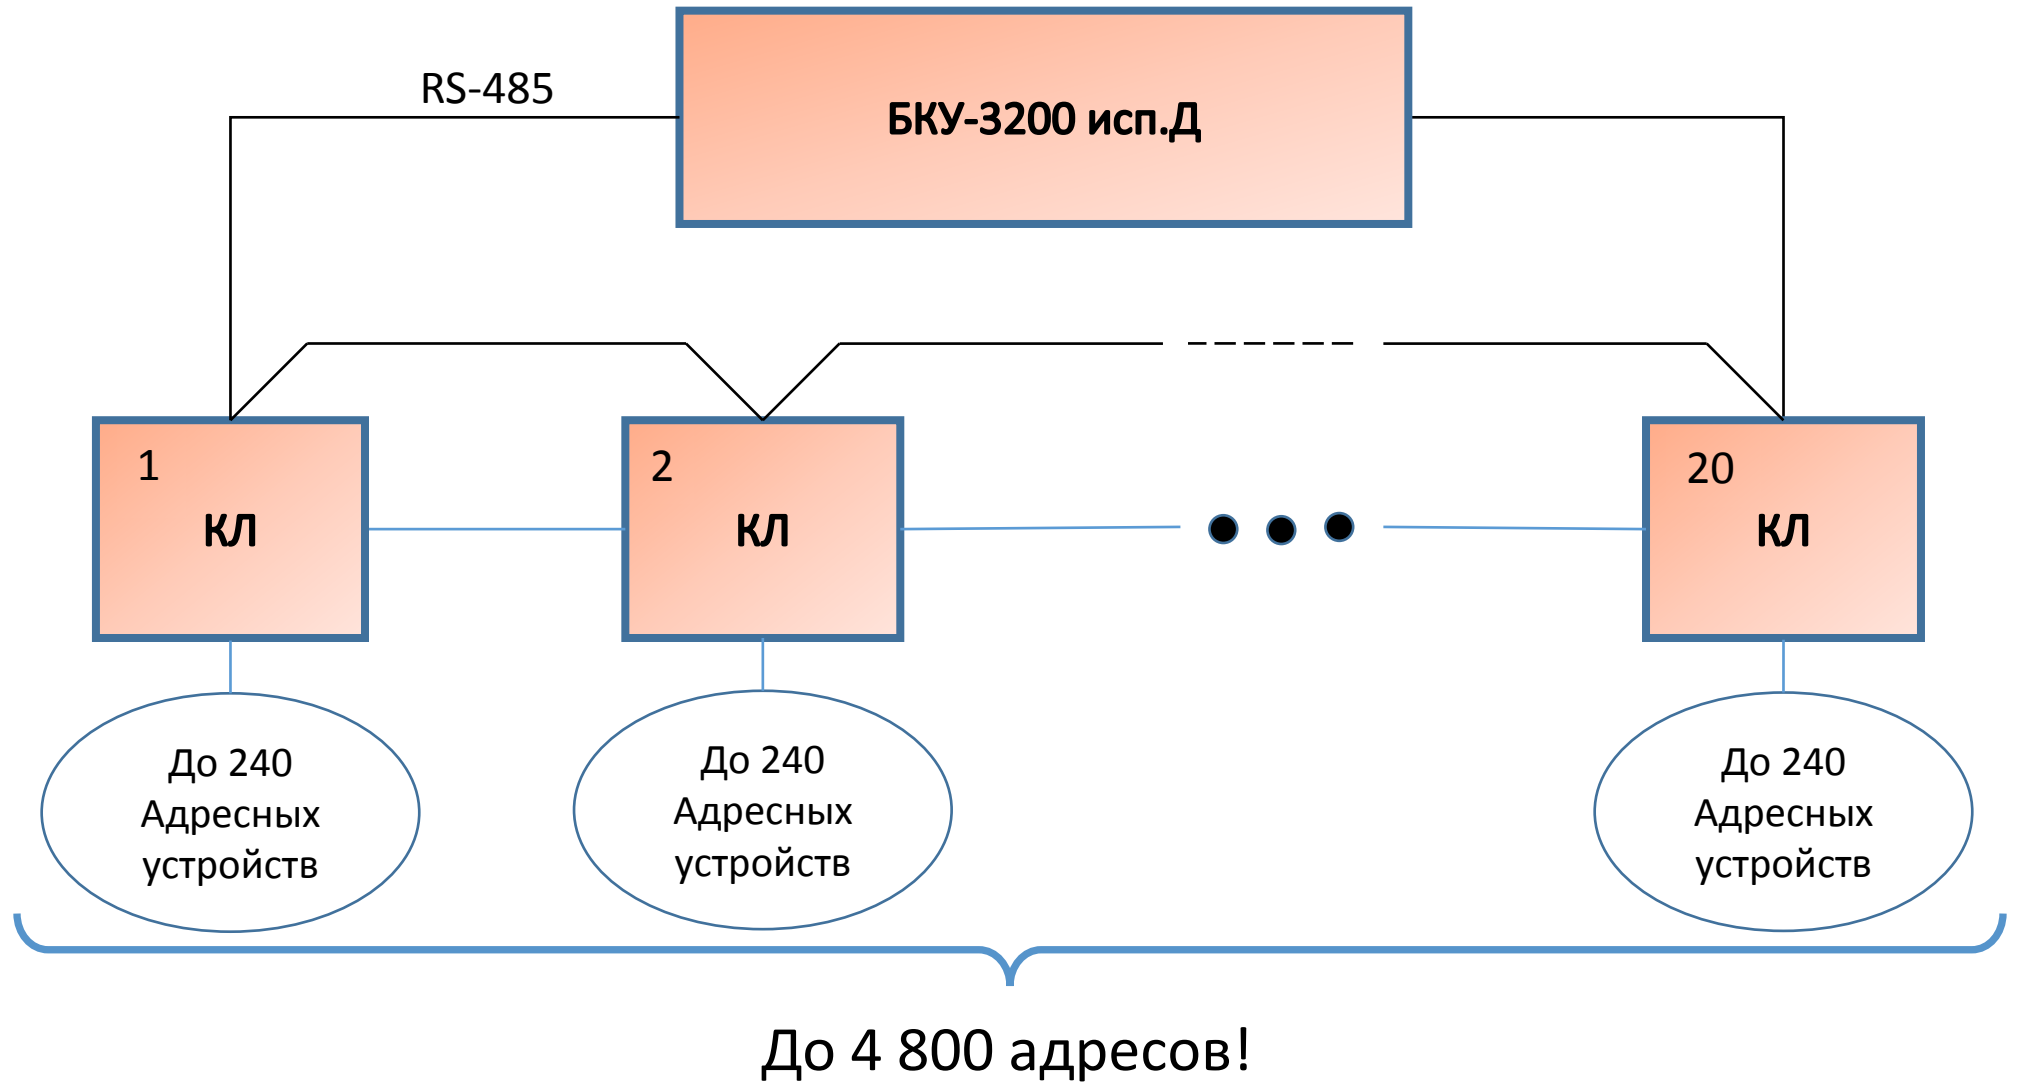 RS-485
БКУ-3200 исп.Д
1
КЛ
2
КЛ
20
КЛ
До 240
Адресных
устройств
До 240
Адресных
устройств
До 240
Адресных
устройств
До 4 800 адресов!